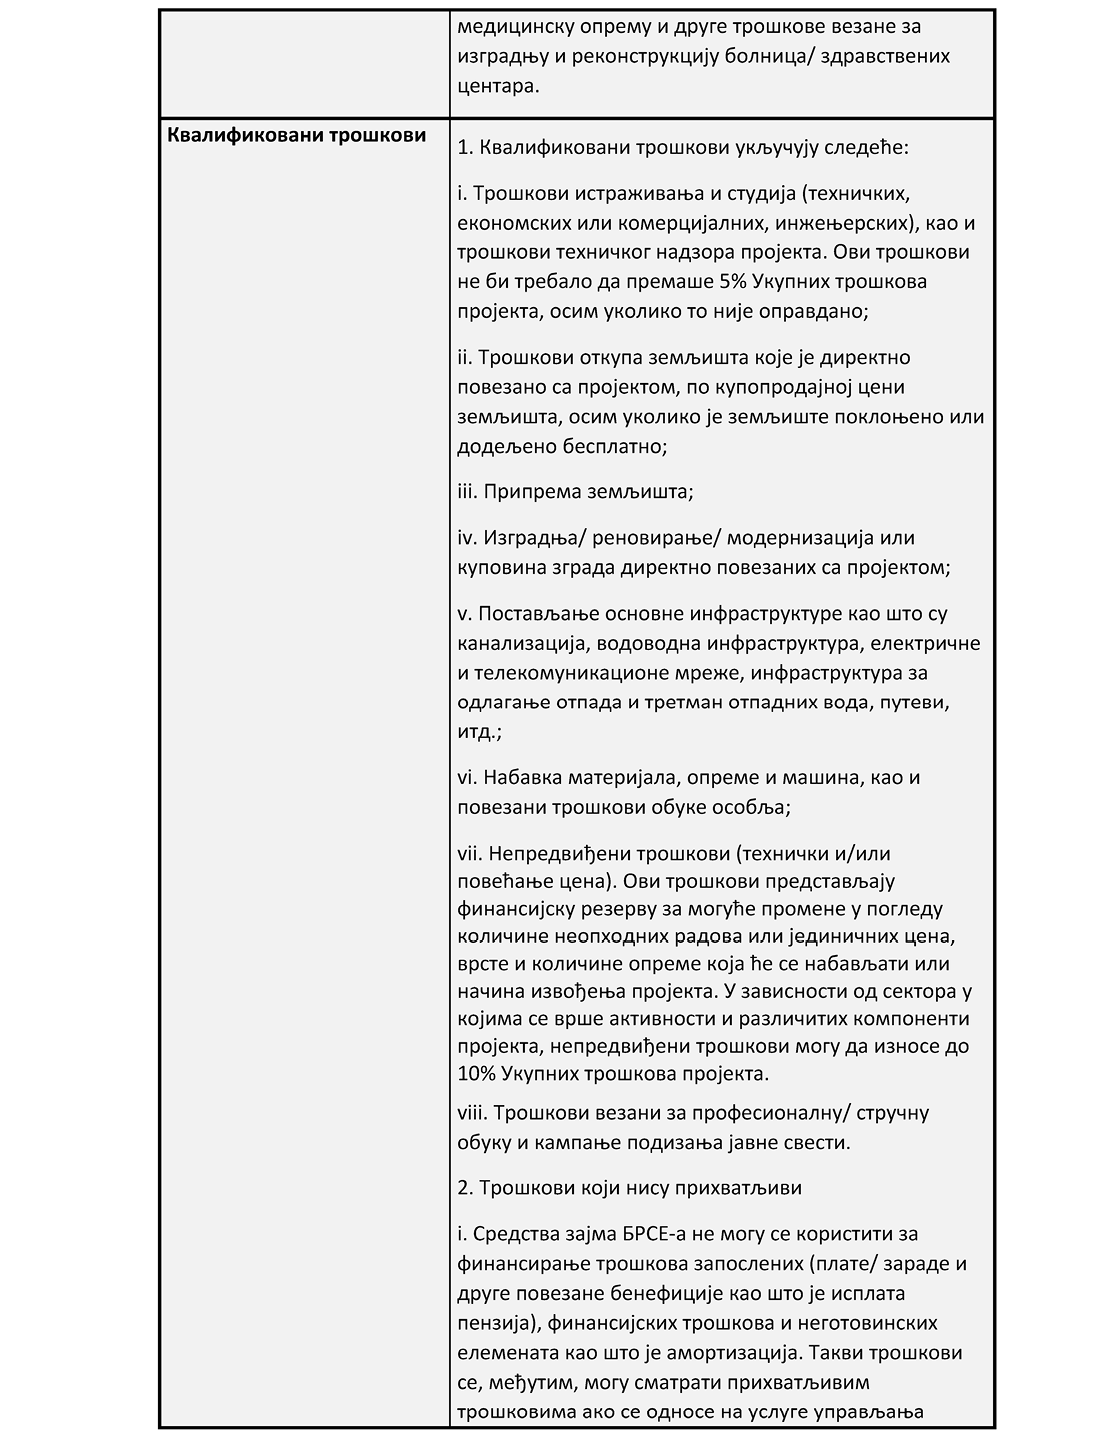 медицинску опрему и друге трошкове везане за
изградњу и реконструкцију болница/ здравствених
центара.
Квалификовани трошкови
1. Квалификовани трошкови укључују следеће:
i. Трошкови истраживања и студија (техничких,
економских или комерцијалних, инжењерских), као и
трошкови техничког надзора пројекта. Ови трошкови
не би требало да премаше 5% Укупних трошкова
пројекта, осим уколико то није оправдано;
ii. Трошкови откупа земљишта које је директно
повезано са пројектом, по купопродајној цени
земљишта, осим уколико је земљиште поклоњено или
додељено бесплатно;
iii. Припрема земљишта;
iv. Изградња/ реновирање/ модернизација или
куповина зграда директно повезаних са пројектом;
v. Постављање основне инфраструктуре као што су
канализација, водоводна инфраструктура, електричне
и телекомуникационе мреже, инфраструктура за
одлагање отпада и третман отпадних вода, путеви,
итд.;
vi. Набавка материјала, опреме и машина, као и
повезани трошкови обуке особља;
vii. Непредвиђени трошкови (технички и/или
повећање цена). Ови трошкови представљају
финансијску резерву за могуће промене у погледу
количине неопходних радова или јединичних цена,
врсте и количине опреме која ће се набављати или
начина извођења пројекта. У зависности од сектора у
којима се врше активности и различитих компоненти
пројекта, непредвиђени трошкови могу да износе до
10% Укупних трошкова пројекта.
viii. Трошкови везани за професионалну/ стручну
обуку и кампање подизања јавне свести.
2. Трошкови који нису прихватљиви
i. Средства зајма БРСЕ-а не могу се користити за
финансирање трошкова запослених (плате/ зараде и
друге повезане бенефиције као што је исплата
пензија), финансијских трошкова и неготовинских
елемената као што је амортизација. Такви трошкови
се, међутим, могу сматрати прихватљивим
трошковима ако се односе на услуге управљања